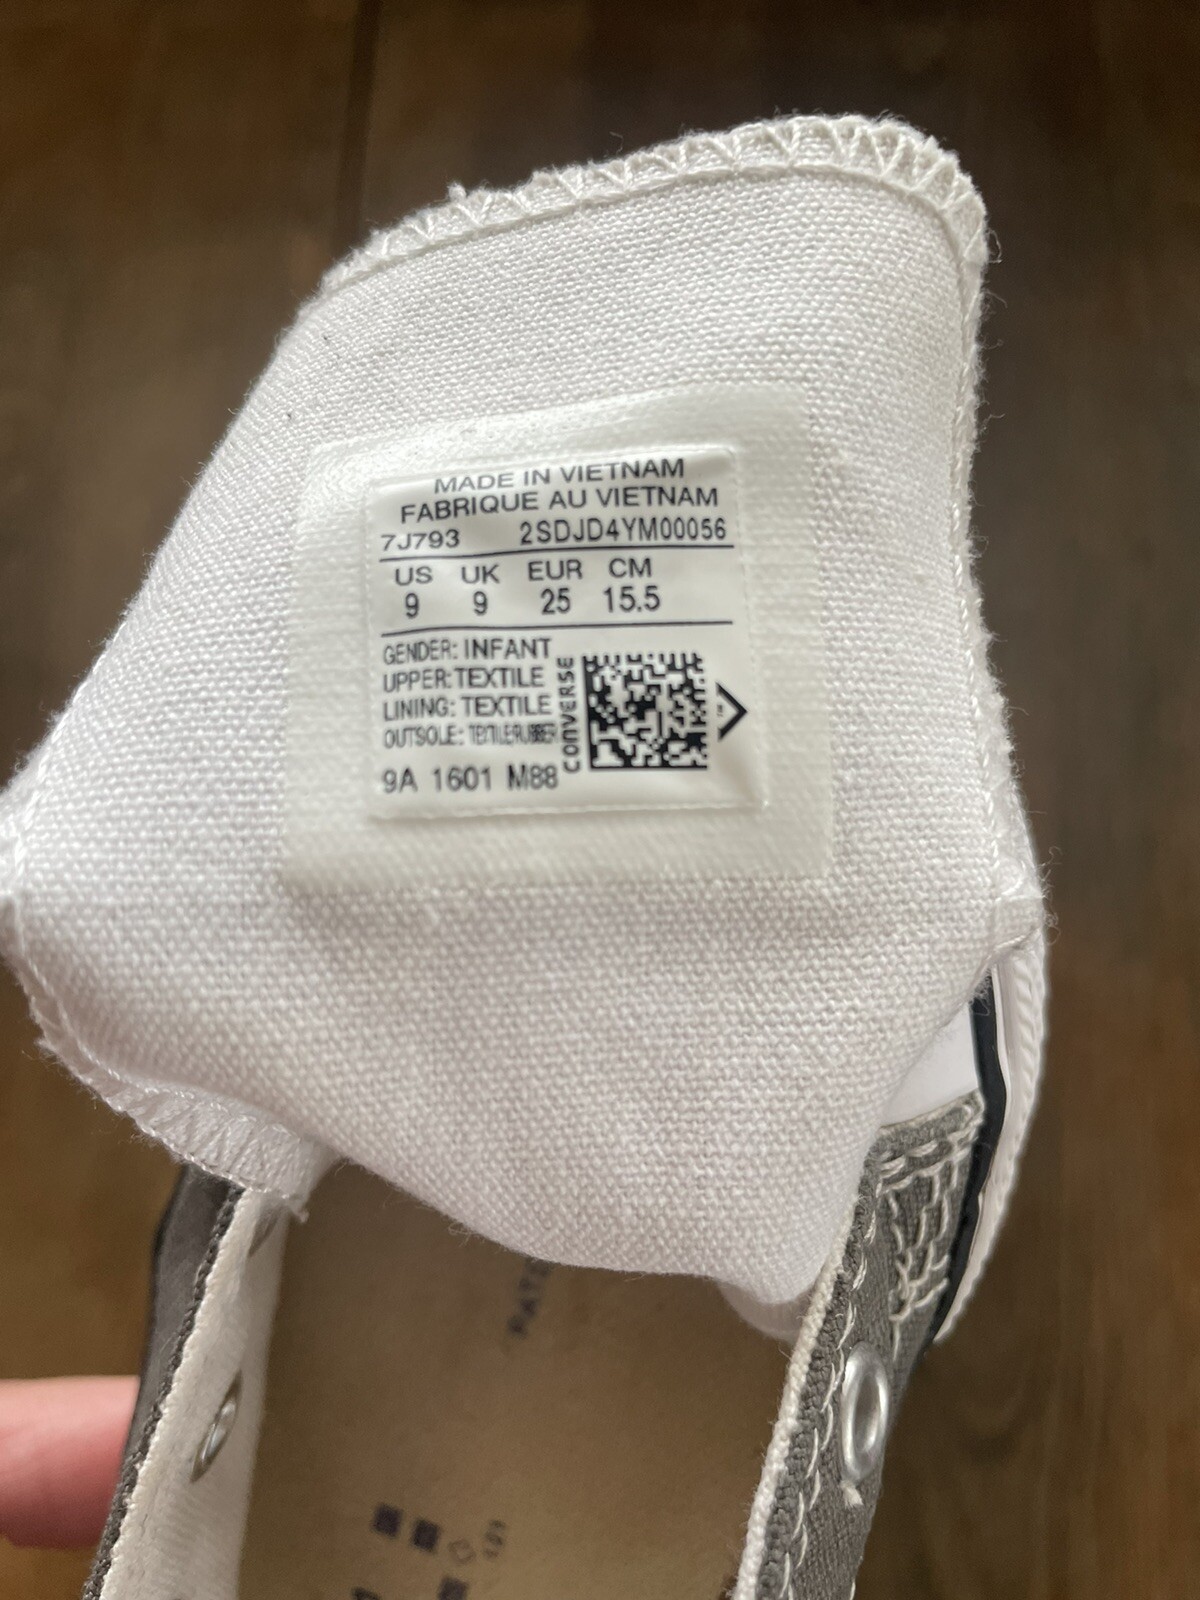 MADE IN VIETNAM
FABRIQUE AU VIETNAM
7J793 2SDJD4YM00056
US UK EUR CM
9 9 25 15.5
GENDER: INFANT
UPPER: TEXTILE
LINING: TEXTILE
OUTSOLE: TEXTILE/RUBBER
CONVERSE
9A 1601 M88